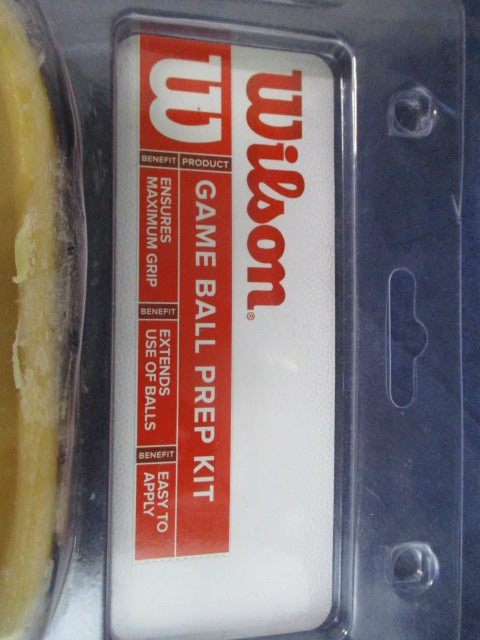 Wilson®
W
PRODUCT
GAME BALL PREP KIT
BENEFIT
ENSURES
MAXIMUM GRIP
BENEFIT
EXTENDS
USE OF BALLS
BENEFIT
EASY TO
APPLY